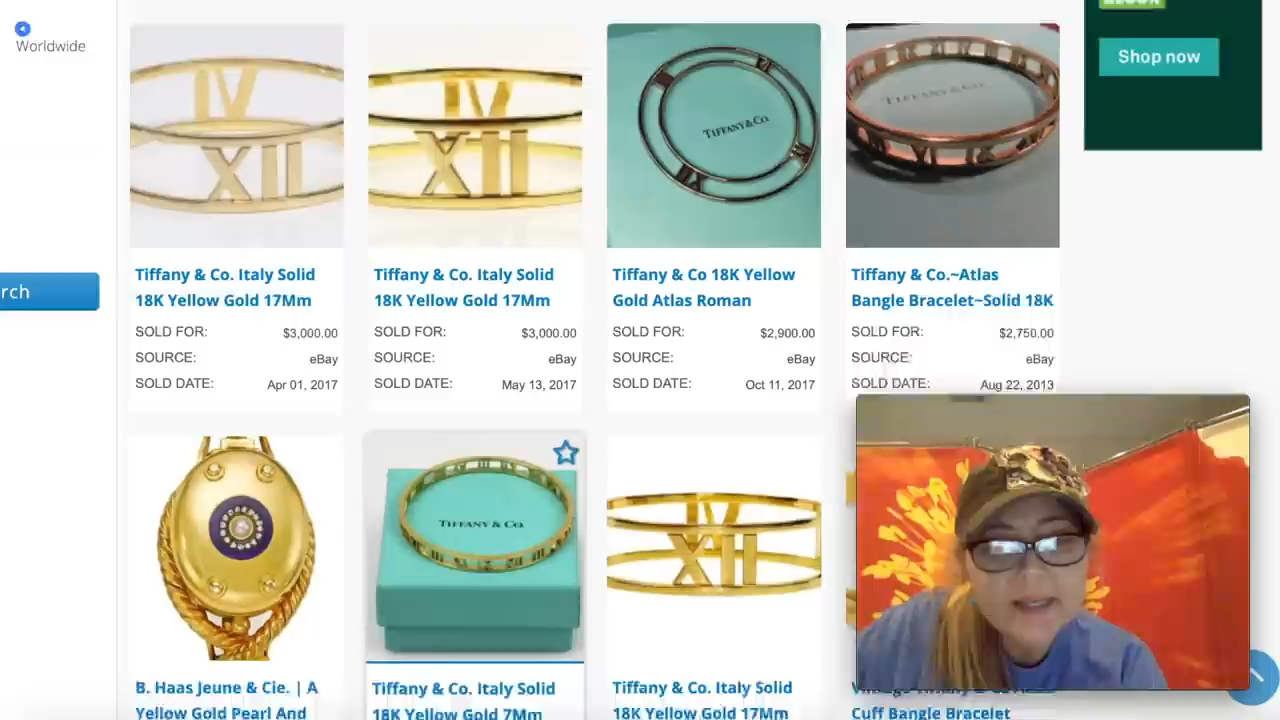 Worldwide
Shop now
TIFFANY & CO.
TIFFANY & CO.
rch
Tiffany & Co. Italy Solid
18K Yellow Gold 17Mm
SOLD FOR: $3,000.00
SOURCE: eBay
SOLD DATE: Apr 01, 2017
Tiffany & Co. Italy Solid
18K Yellow Gold 17Mm
SOLD FOR: $3,000.00
SOURCE: eBay
SOLD DATE: May 13, 2017
Tiffany & Co 18K Yellow
Gold Atlas Roman
SOLD FOR: $2,900.00
SOURCE: eBay
SOLD DATE: Oct 11, 2017
Tiffany & Co.~Atlas
Bangle Bracelet~Solid 18K
SOLD FOR: $2,750.00
SOURCE: eBay
SOLD DATE: Aug 22, 2013
TIFFANY & CO.
B. Haas Jeune & Cie. | A
Yellow Gold Pearl And
Tiffany & Co. Italy Solid
18K Yellow Gold 7Mm
Tiffany & Co. Italy Solid
18K Yellow Gold 17Mm
Cuff Bangle Bracelet